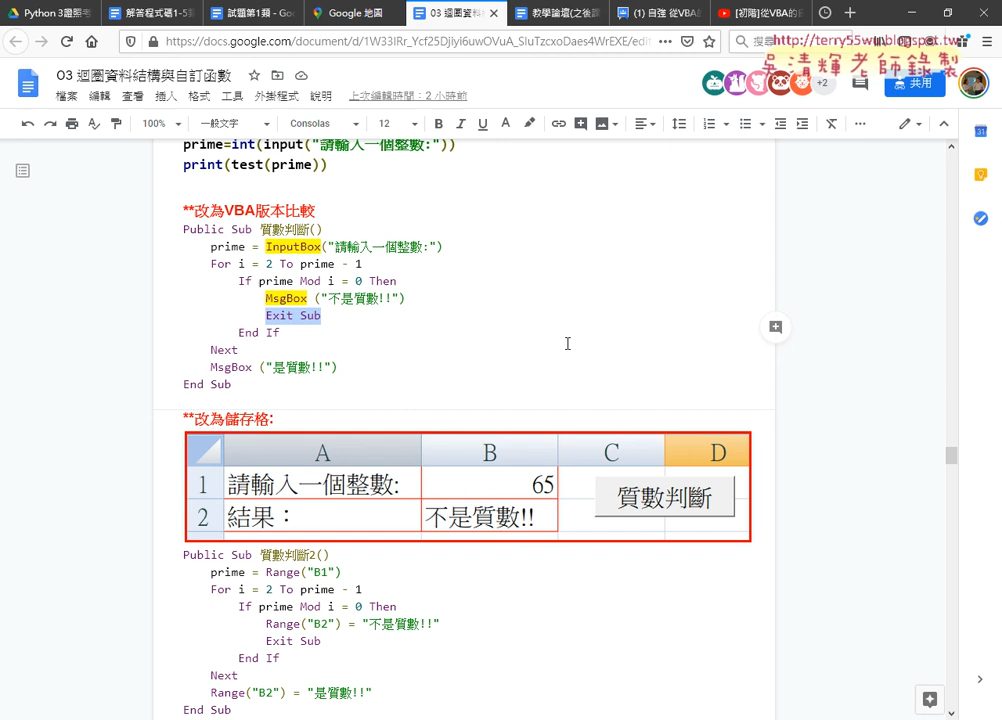 Python 3證照考
解答程式碼1-5類
試題第1類 - Goo
Google 地圖
03 迴圈資料結
教學論壇(之後課
(1) 自強 從VBA的
[初階]從VBA的
https://docs.google.com/document/d/1W33lRr_Ycf25Djiyi6uwOVuA_SluTzcxoDaes4WrEXE/edit
搜尋
http://terry55wu.blogspot.tw
吳清輝老師錄製
03 迴圈資料結構與自訂函數
檔案 編輯 查看 插入 格式 工具 外掛程式 說明 上次編輯時間：2 小時前
+2
共用
100% 一般文字 Consolas 12 B I U A
prime=int(input("請輸入一個整數:"))
print(test(prime))
**改為VBA版本比較
Public Sub 質數判斷()
prime = InputBox("請輸入一個整數:")
For i = 2 To prime - 1
If prime Mod i = 0 Then
MsgBox ("不是質數!!")
Exit Sub
End If
Next
MsgBox ("是質數!!")
End Sub
**改為儲存格:
A B C D
1 請輸入一個整數: 65 質數判斷
2 結果： 不是質數!!
Public Sub 質數判斷2()
prime = Range("B1")
For i = 2 To prime - 1
If prime Mod i = 0 Then
Range("B2") = "不是質數!!"
Exit Sub
End If
Next
Range("B2") = "是質數!!"
End Sub
31